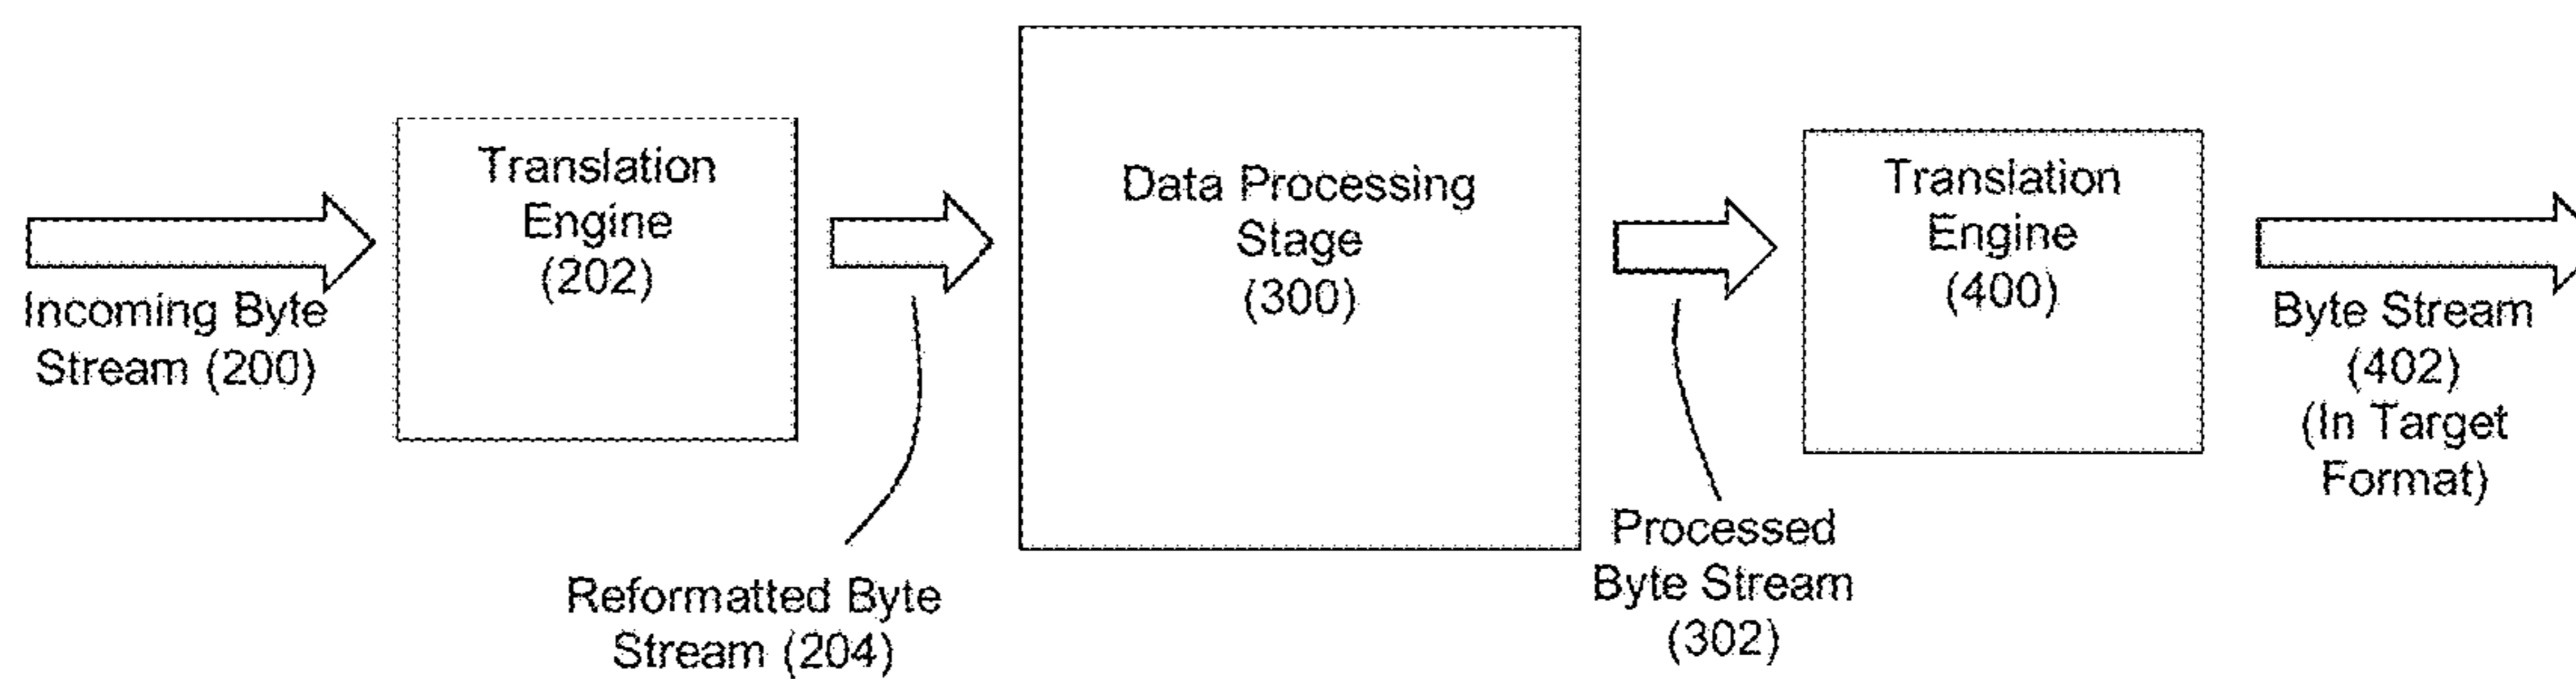 Incoming Byte
Stream (200)
Translation
Engine
(202)
Reformatted Byte
Stream (204)
Data Processing
Stage
(300)
Processed
Byte Stream
(302)
Translation
Engine
(400)
Byte Stream
(402)
(In Target
Format)